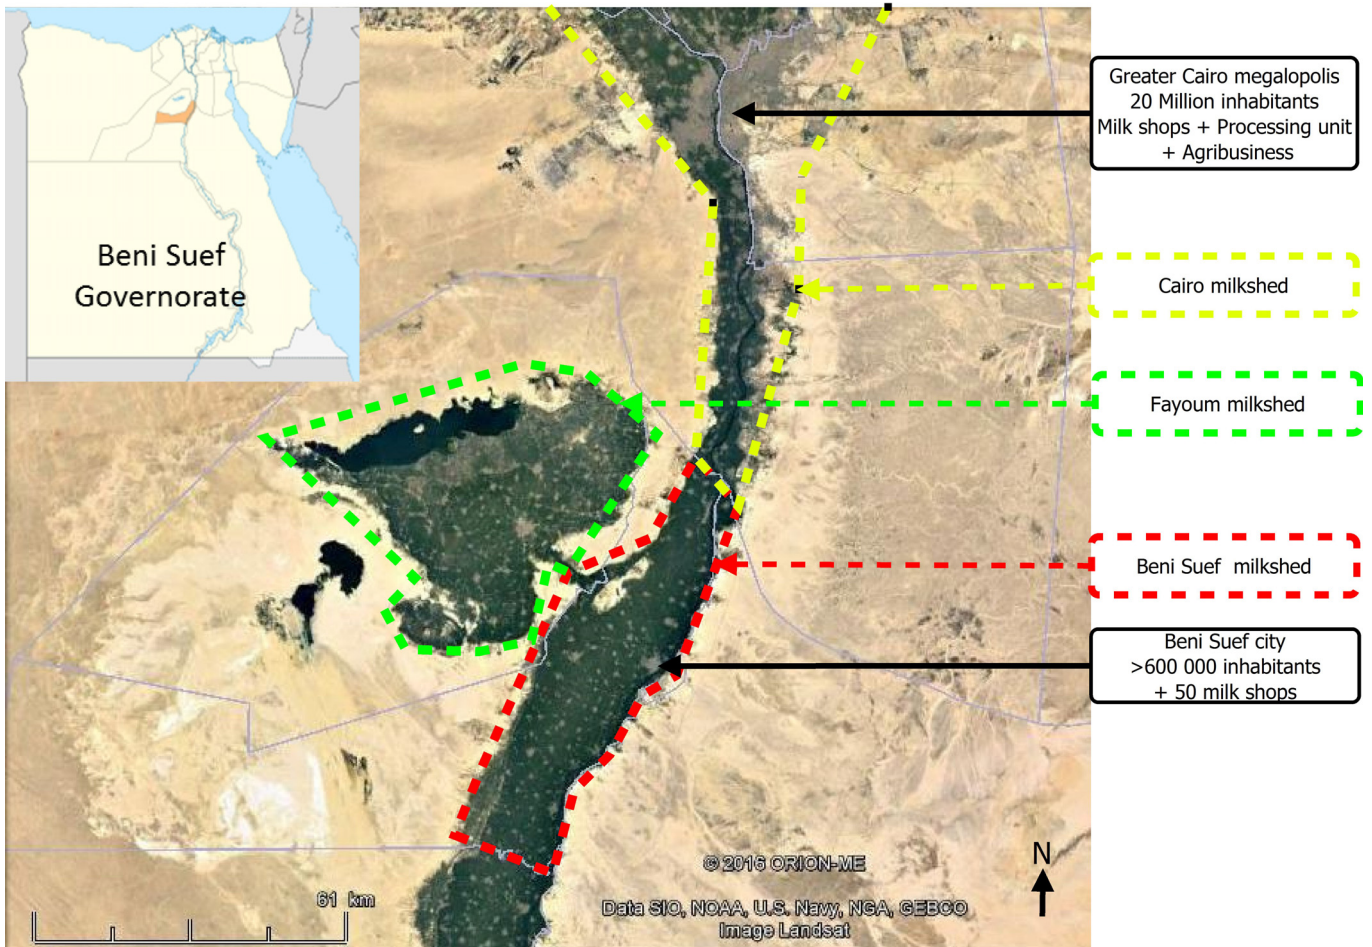 Beni Suef
Governorate
Greater Cairo megalopolis
20 Million inhabitants
Milk shops + Processing unit
+ Agribusiness
Cairo milkshed
Fayoum milkshed
Beni Suef milkshed
Beni Suef city
>600 000 inhabitants
+ 50 milk shops
61 km
© 2016 ORION-ME
Data SIO, NOAA, U.S. Navy, NGA, GEBCO
Image Landsat
N